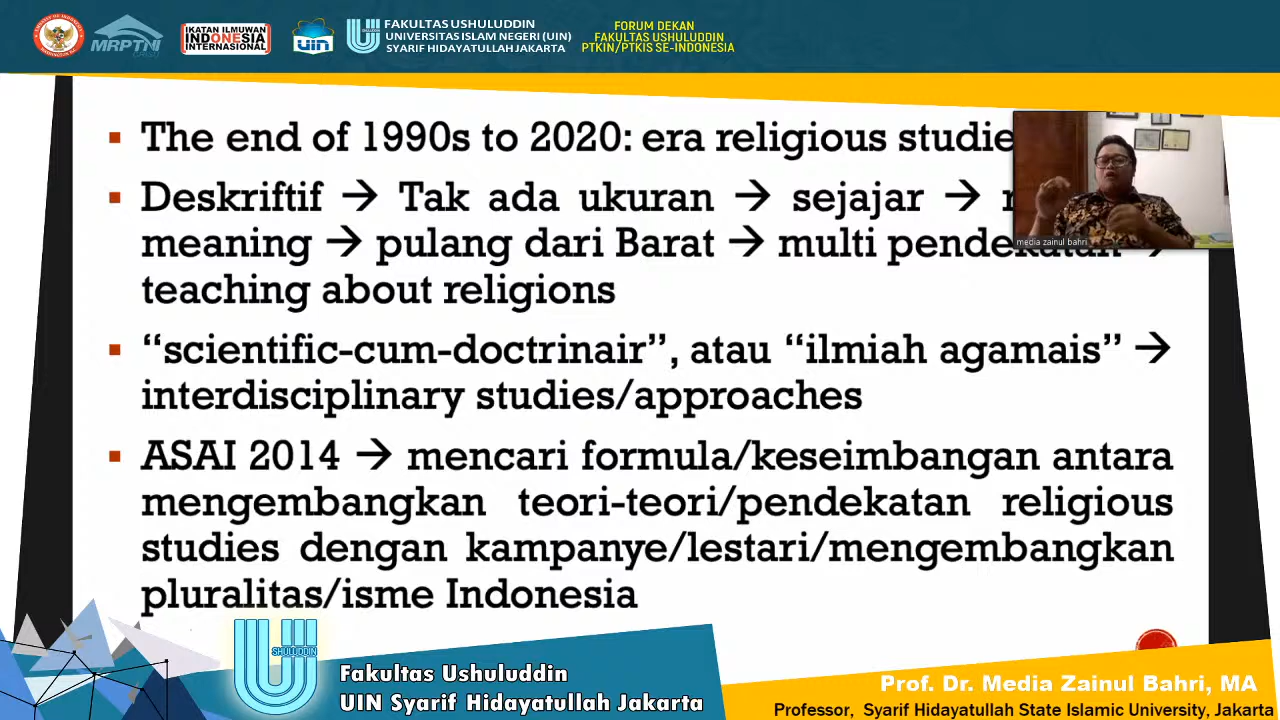 MRPTNI
IKATAN ILMUWAN
INDONESIA
INTERNASIONAL
uin
USHULUDDIN
FAKULTAS USHULUDDIN
UNIVERSITAS ISLAM NEGERI (UIN)
SYARIF HIDAYATULLAH JAKARTA
FORUM DEKAN
FAKULTAS USHULUDDIN
PTKIN/PTKIS SE-INDONESIA
▪ The end of 1990s to 2020: era religious studie
▪ Deskriftif → Tak ada ukuran → sejajar →
meaning → pulang dari Barat → multi pendekatan →
teaching about religions
▪ “scientific-cum-doctrinair”, atau “ilmiah agamais” →
interdisciplinary studies/approaches
▪ ASAI 2014 → mencari formula/keseimbangan antara
mengembangkan teori-teori/pendekatan religious
studies dengan kampanye/lestari/mengembangkan
pluralitas/isme Indonesia
media zainul bahri
USHULUDDIN
Fakultas Ushuluddin
UIN Syarif Hidayatullah Jakarta
Prof. Dr. Media Zainul Bahri, MA
Professor, Syarif Hidayatullah State Islamic University, Jakarta